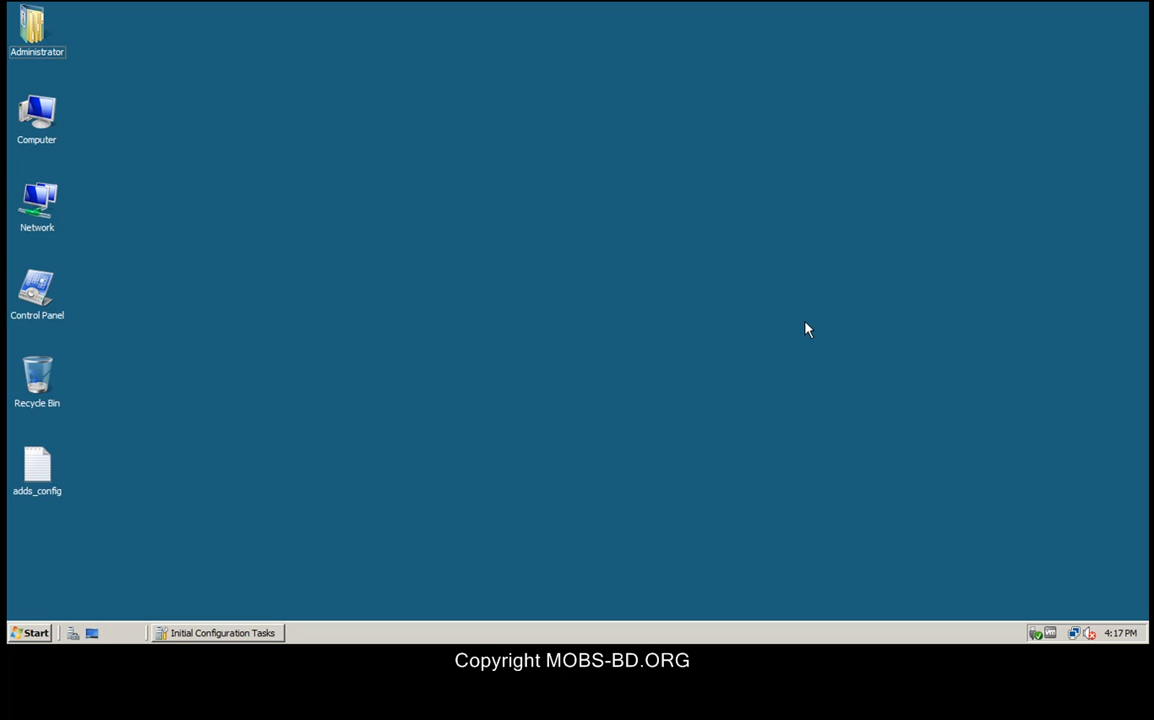 Administrator
Computer
Network
Control Panel
Recycle Bin
adds_config
Start
Initial Configuration Tasks
4:17 PM
Copyright MOBS-BD.ORG